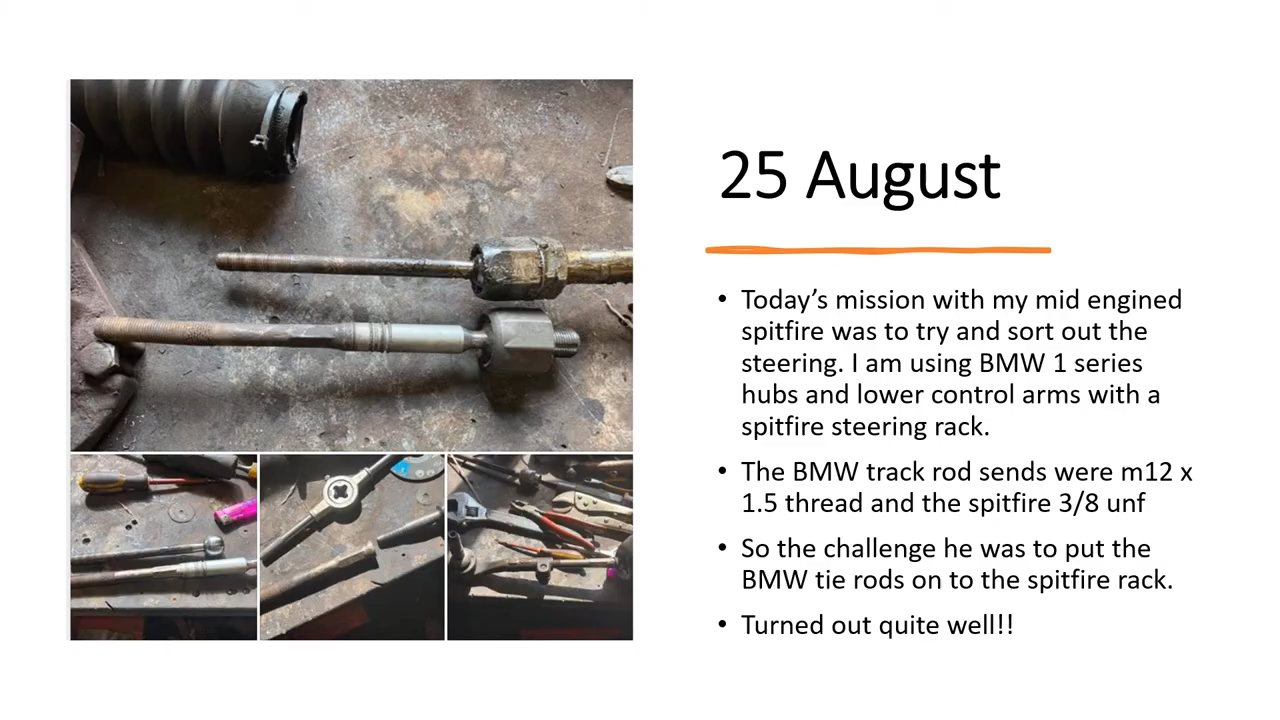 25 August
• Today’s mission with my mid engined
spitfire was to try and sort out the
steering. I am using BMW 1 series
hubs and lower control arms with a
spitfire steering rack.
• The BMW track rod sends were m12 x
1.5 thread and the spitfire 3/8 unf
• So the challenge he was to put the
BMW tie rods on to the spitfire rack.
• Turned out quite well!!